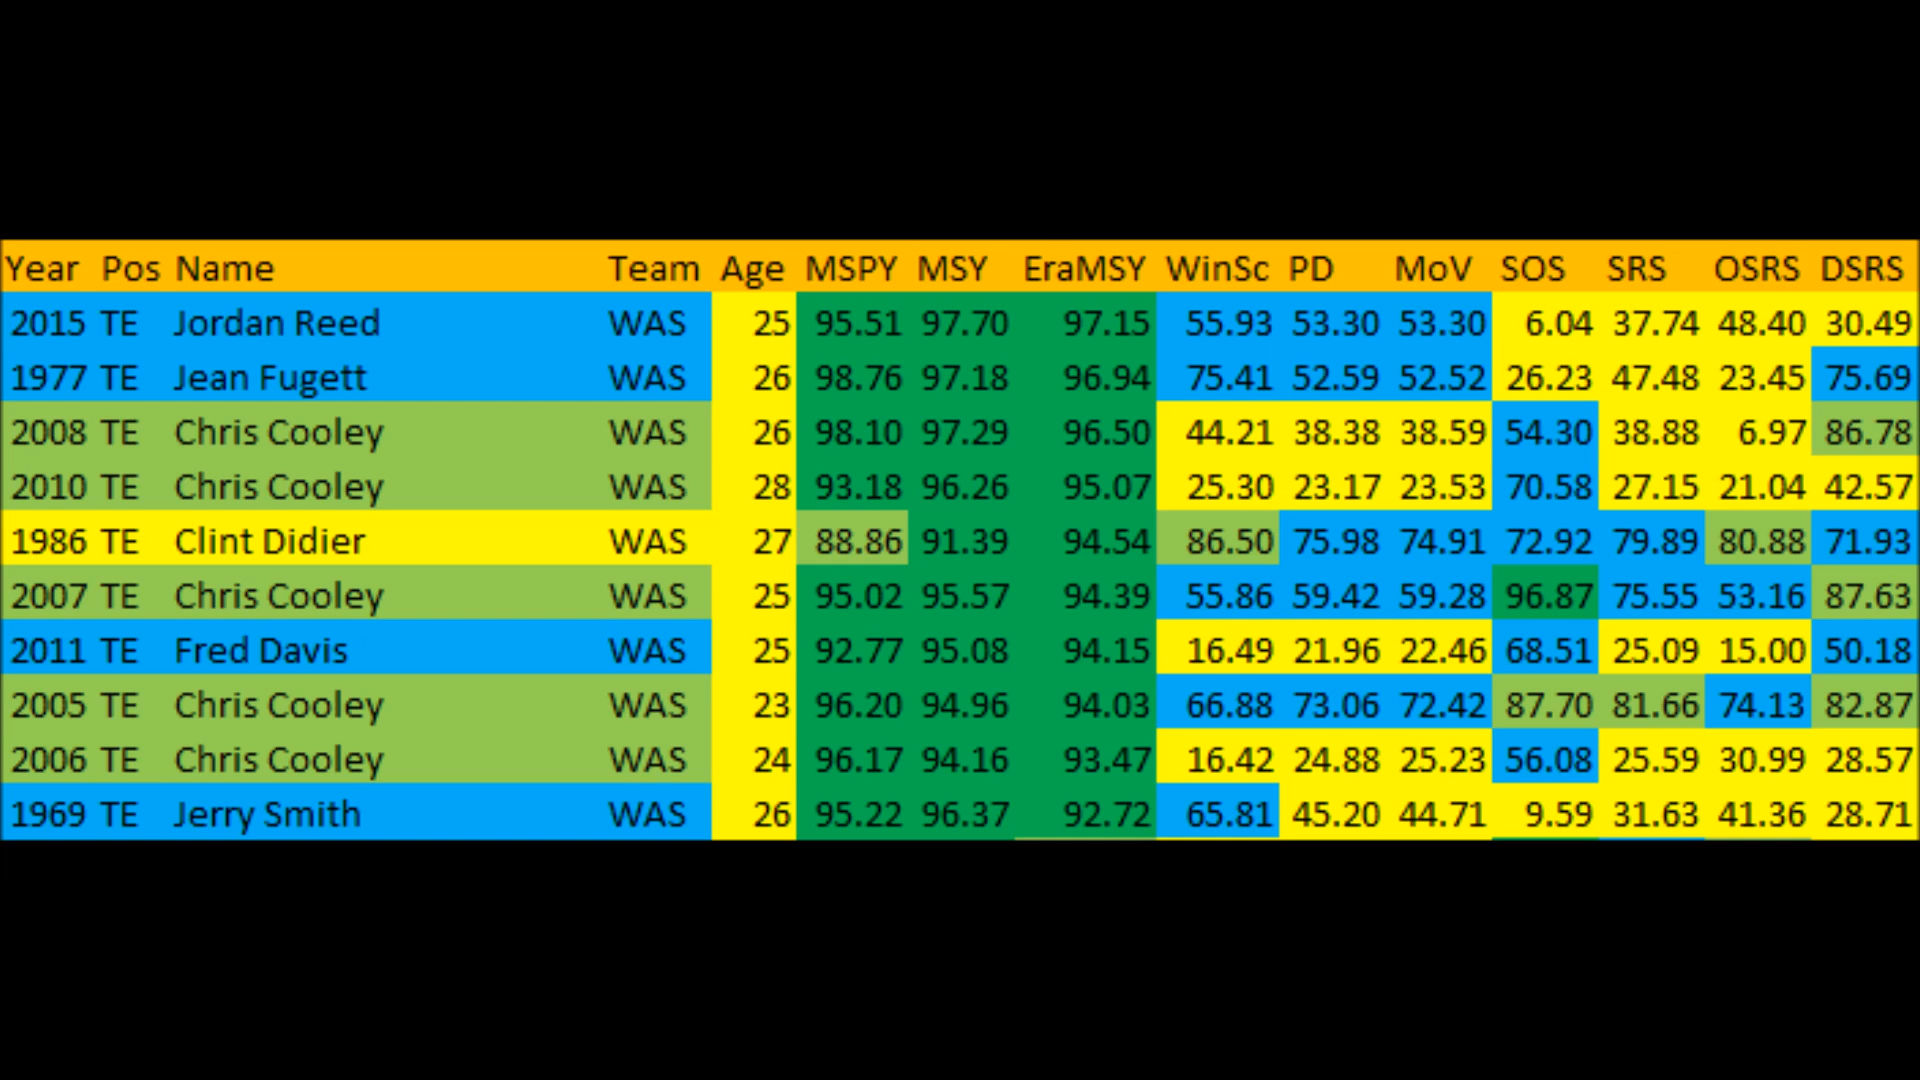 Year Pos Name Team Age MSPY MSY EraMSY WinSc PD MoV SOS SRS OSRS DSRS
2015 TE Jordan Reed WAS 25 95.51 97.70 97.15 55.93 53.30 53.30 6.04 37.74 48.40 30.49
1977 TE Jean Fugett WAS 26 98.76 97.18 96.94 75.41 52.59 52.52 26.23 47.48 23.45 75.69
2008 TE Chris Cooley WAS 26 98.10 97.29 96.50 44.21 38.38 38.59 54.30 38.88 6.97 86.78
2010 TE Chris Cooley WAS 28 93.18 96.26 95.07 25.30 23.17 23.53 70.58 27.15 21.04 42.57
1986 TE Clint Didier WAS 27 88.86 91.39 94.54 86.50 75.98 74.91 72.92 79.89 80.88 71.93
2007 TE Chris Cooley WAS 25 95.02 95.57 94.39 55.86 59.42 59.28 96.87 75.55 53.16 87.63
2011 TE Fred Davis WAS 25 92.77 95.08 94.15 16.49 21.96 22.46 68.51 25.09 15.00 50.18
2005 TE Chris Cooley WAS 23 96.20 94.96 94.03 66.88 73.06 72.42 87.70 81.66 74.13 82.87
2006 TE Chris Cooley WAS 24 96.17 94.16 93.47 16.42 24.88 25.23 56.08 25.59 30.99 28.57
1969 TE Jerry Smith WAS 26 95.22 96.37 92.72 65.81 45.20 44.71 9.59 31.63 41.36 28.71